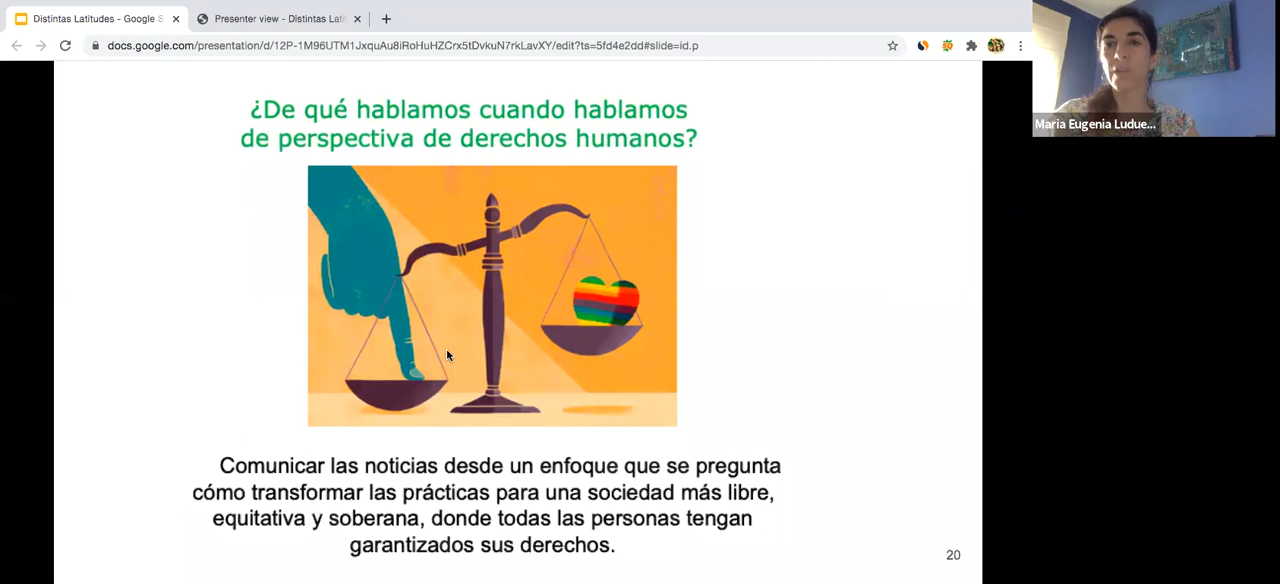 Distintas Latitudes - Google S
Presenter view - Distintas Lati
docs.google.com/presentation/d/12P-1M96UTM1JxquAu8iRoHuHZCrx5tDvkuN7rkLavXY/edit?ts=5fd4e2dd#slide=id.p
Maria Eugenia Ludue...
¿De qué hablamos cuando hablamos
de perspectiva de derechos humanos?
Comunicar las noticias desde un enfoque que se pregunta
cómo transformar las prácticas para una sociedad más libre,
equitativa y soberana, donde todas las personas tengan
garantizados sus derechos.
20